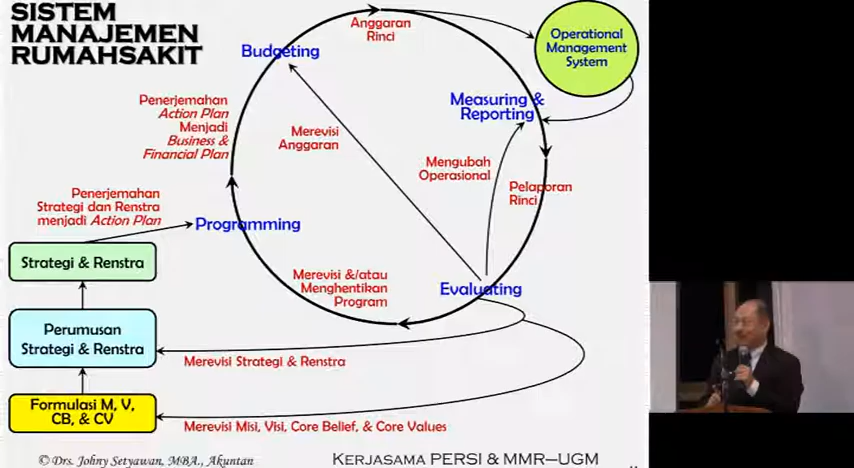 SISTEM
MANAJEMEN
RUMAHSAKIT
Anggaran
Rinci
Operational
Management
System
Budgeting
Measuring &
Reporting
Penerjemahan
Action Plan
Menjadi
Business &
Financial Plan
Merevisi
Anggaran
Mengubah
Operasional
Pelaporan
Rinci
Penerjemahan
Strategi dan Renstra
menjadi Action Plan
Programming
Strategi & Renstra
Merevisi &/atau
Menghentikan
Program
Evaluating
Perumusan
Strategi & Renstra
Merevisi Strategi & Renstra
Formulasi M, V,
CB, & CV
Merevisi Misi, Visi, Core Belief, & Core Values
© Drs. Johny Setyawan, MBA., Akuntan
KERJASAMA PERSI & MMR–UGM